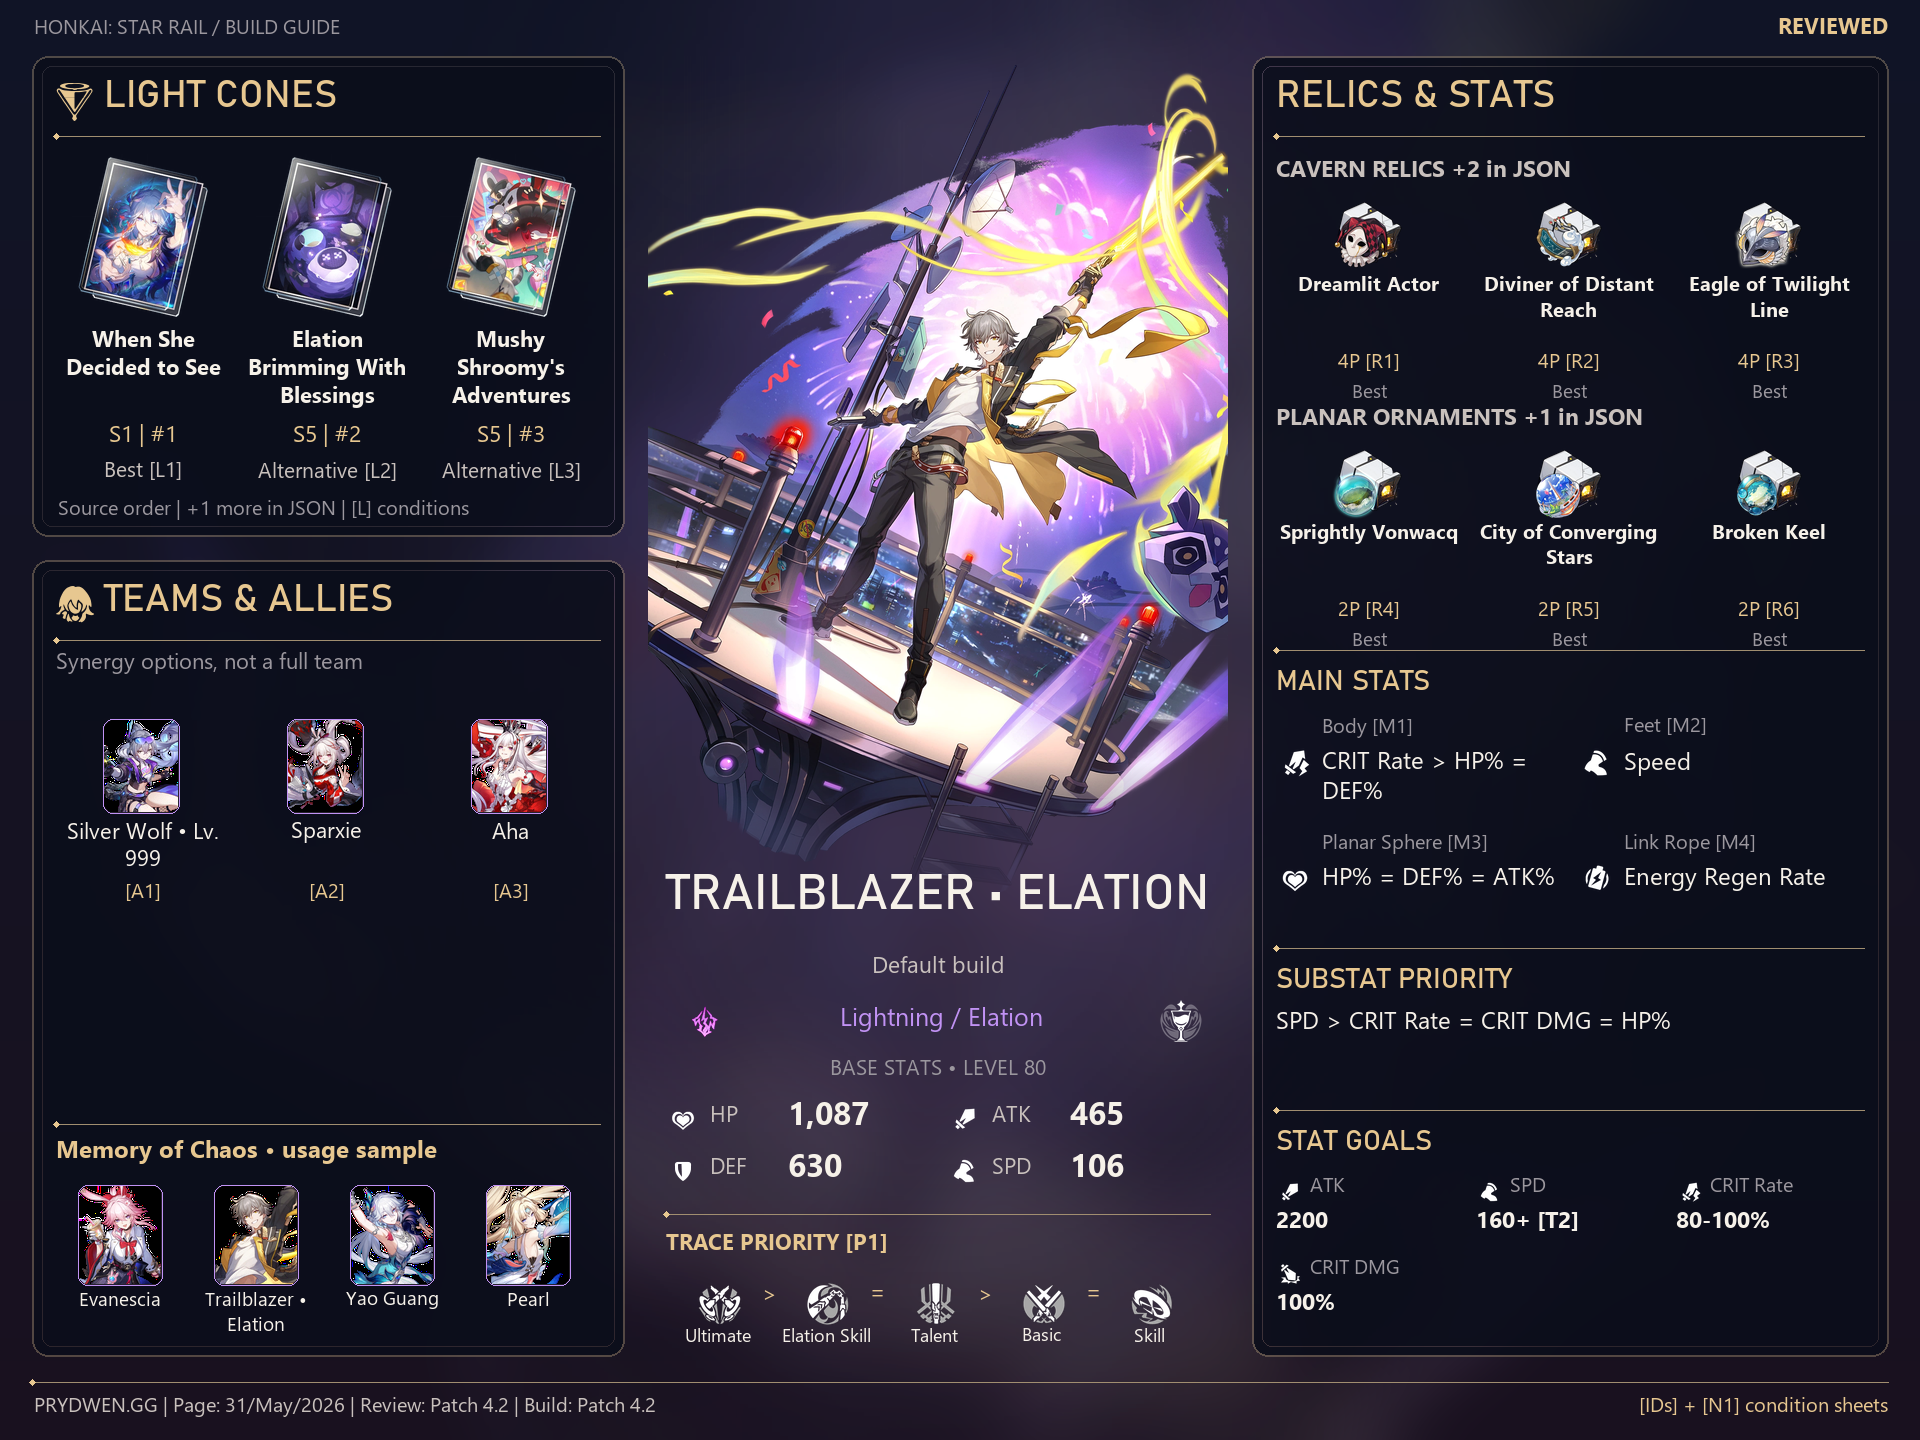 HONKAI: STAR RAIL / BUILD GUIDE
REVIEWED
LIGHT CONES
When She Decided to See
S1 | #1
Best [L1]
Elation Brimming With Blessings
S5 | #2
Alternative [L2]
Mushy Shroomy's Adventures
S5 | #3
Alternative [L3]
Source order | +1 more in JSON | [L] conditions
TEAMS & ALLIES
Synergy options, not a full team
Silver Wolf • Lv. 999
[A1]
Sparxie
[A2]
Aha
[A3]
Memory of Chaos • usage sample
Evanescia
Trailblazer • Elation
Yao Guang
Pearl
TRAILBLAZER • ELATION
Default build
Lightning / Elation
BASE STATS • LEVEL 80
HP 1,087
ATK 465
DEF 630
SPD 106
TRACE PRIORITY [P1]
Ultimate > Elation Skill = Talent > Basic = Skill
RELICS & STATS
CAVERN RELICS +2 in JSON
Dreamlit Actor
4P [R1]
Best
Diviner of Distant Reach
4P [R2]
Best
Eagle of Twilight Line
4P [R3]
Best
PLANAR ORNAMENTS +1 in JSON
Sprightly Vonwacq
2P [R4]
Best
City of Converging Stars
2P [R5]
Best
Broken Keel
2P [R6]
Best
MAIN STATS
Body [M1]
CRIT Rate > HP% = DEF%
Feet [M2]
Speed
Planar Sphere [M3]
HP% = DEF% = ATK%
Link Rope [M4]
Energy Regen Rate
SUBSTAT PRIORITY
SPD > CRIT Rate = CRIT DMG = HP%
STAT GOALS
ATK
2200
SPD
160+ [T2]
CRIT Rate
80-100%
CRIT DMG
100%
PRYDWEN.GG | Page: 31/May/2026 | Review: Patch 4.2 | Build: Patch 4.2
[IDs] + [N1] condition sheets